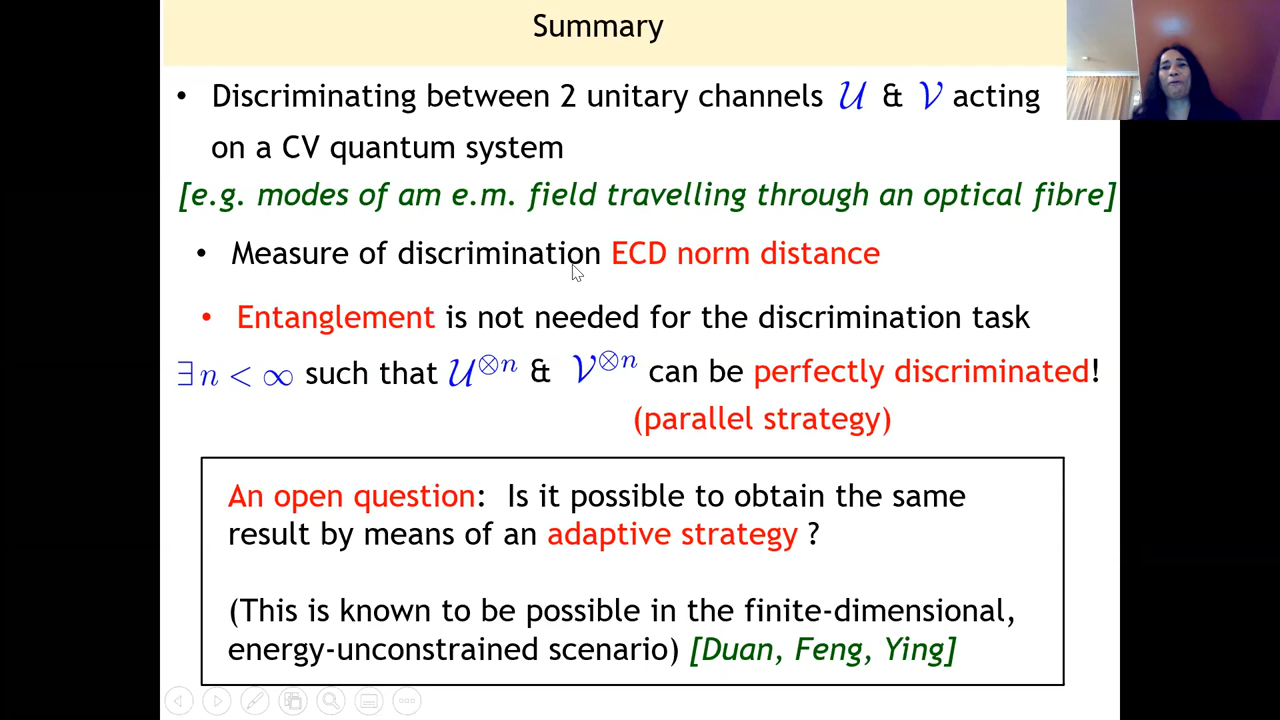 Summary
• Discriminating between 2 unitary channels 𝒰 & 𝒱 acting
on a CV quantum system
[e.g. modes of am e.m. field travelling through an optical fibre]
• Measure of discrimination ECD norm distance
• Entanglement is not needed for the discrimination task
∃ n < ∞ such that 𝒰^⊗n & 𝒱^⊗n can be perfectly discriminated!
(parallel strategy)
An open question: Is it possible to obtain the same
result by means of an adaptive strategy ?
(This is known to be possible in the finite-dimensional,
energy-unconstrained scenario) [Duan, Feng, Ying]